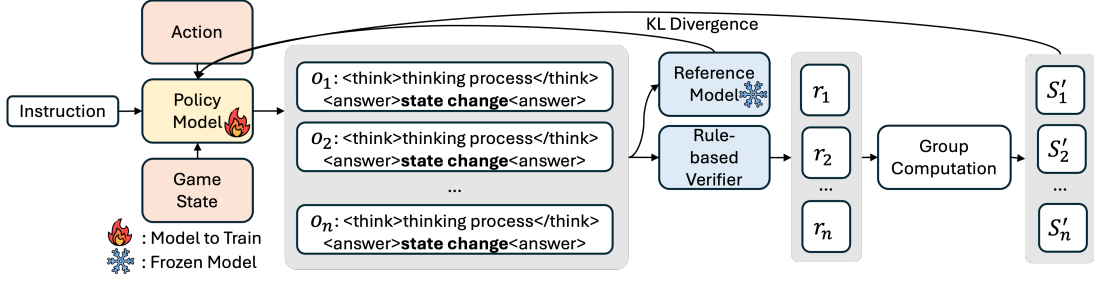 KL Divergence
Action
Instruction
Policy
Model
Game
State
: Model to Train
: Frozen Model
O₁: <think>thinking process</think>
<answer>state change<answer>
O₂: <think>thinking process</think>
<answer>state change<answer>
...
Oₙ: <think>thinking process</think>
<answer>state change<answer>
Reference
Model
Rule-
based
Verifier
r₁
r₂
...
rₙ
Group
Computation
S′₁
S′₂
...
S′ₙ